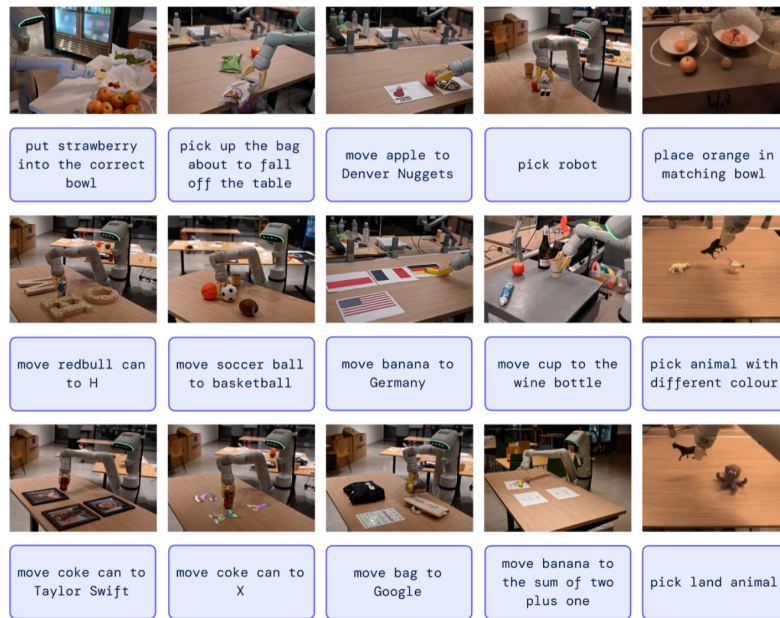 put strawberry
into the correct
bowl
pick up the bag
about to fall
off the table
move apple to
Denver Nuggets
pick robot
place orange in
matching bowl
move redbull can
to H
move soccer ball
to basketball
move banana to
Germany
move cup to the
wine bottle
pick animal with
different colour
move coke can to
Taylor Swift
move coke can to
X
move bag to
Google
move banana to
the sum of two
plus one
pick land animal